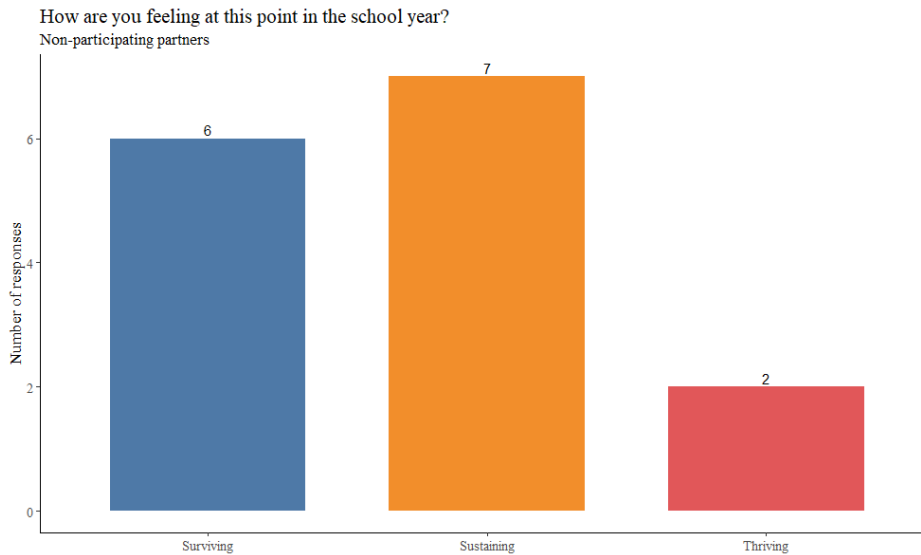 How are you feeling at this point in the school year?
Non-participating partners
Number of responses
6
4
2
0
6
7
2
Surviving
Sustaining
Thriving